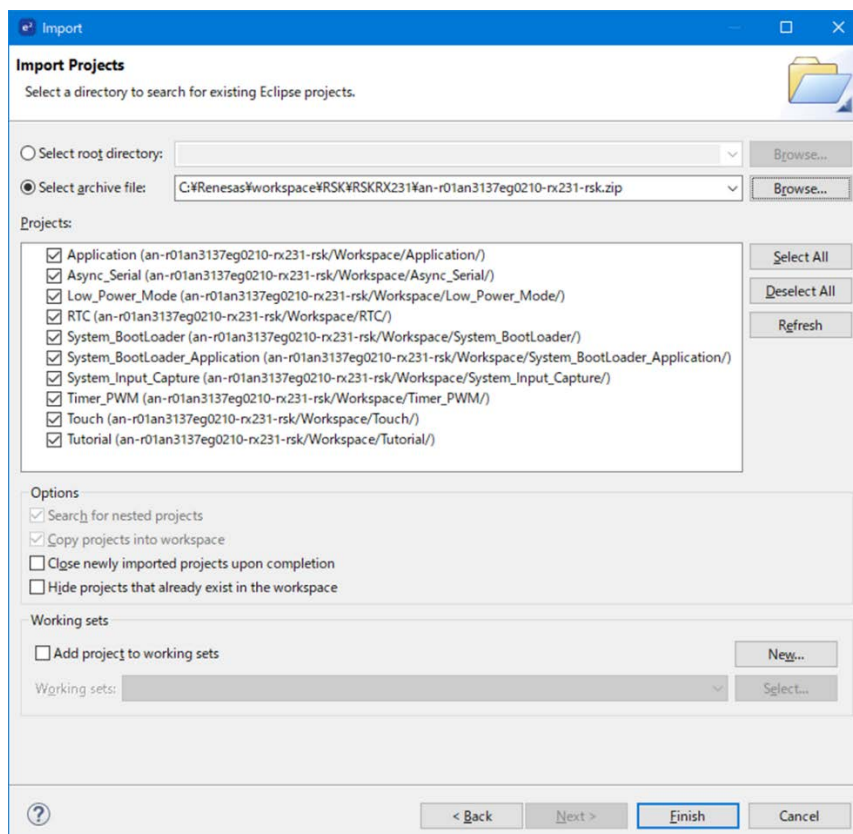 e² Import
Import Projects
Select a directory to search for existing Eclipse projects.
Select root directory: Browse...
Select archive file: C:¥Renesas¥workspace¥RSK¥RSKRX231¥an-r01an3137eg0210-rx231-rsk.zip Browse...
Projects:
Application (an-r01an3137eg0210-rx231-rsk/Workspace/Application/) Select All
Async_Serial (an-r01an3137eg0210-rx231-rsk/Workspace/Async_Serial/)
Low_Power_Mode (an-r01an3137eg0210-rx231-rsk/Workspace/Low_Power_Mode/) Deselect All
RTC (an-r01an3137eg0210-rx231-rsk/Workspace/RTC/)
System_BootLoader (an-r01an3137eg0210-rx231-rsk/Workspace/System_BootLoader/) Refresh
System_BootLoader_Application (an-r01an3137eg0210-rx231-rsk/Workspace/System_BootLoader_Application/)
System_Input_Capture (an-r01an3137eg0210-rx231-rsk/Workspace/System_Input_Capture/)
Timer_PWM (an-r01an3137eg0210-rx231-rsk/Workspace/Timer_PWM/)
Touch (an-r01an3137eg0210-rx231-rsk/Workspace/Touch/)
Tutorial (an-r01an3137eg0210-rx231-rsk/Workspace/Tutorial/)
Options
Search for nested projects
Copy projects into workspace
Close newly imported projects upon completion
Hide projects that already exist in the workspace
Working sets
Add project to working sets New...
Working sets: Select...
? < Back Next > Finish Cancel